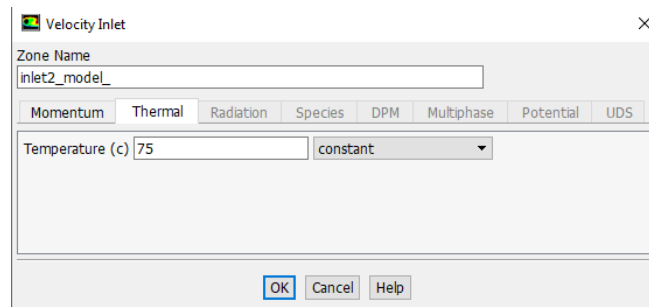 Velocity Inlet
Zone Name
inlet2_model_
Momentum Thermal Radiation Species DPM Multiphase Potential UDS
Temperature (c) 75 constant
OK Cancel Help